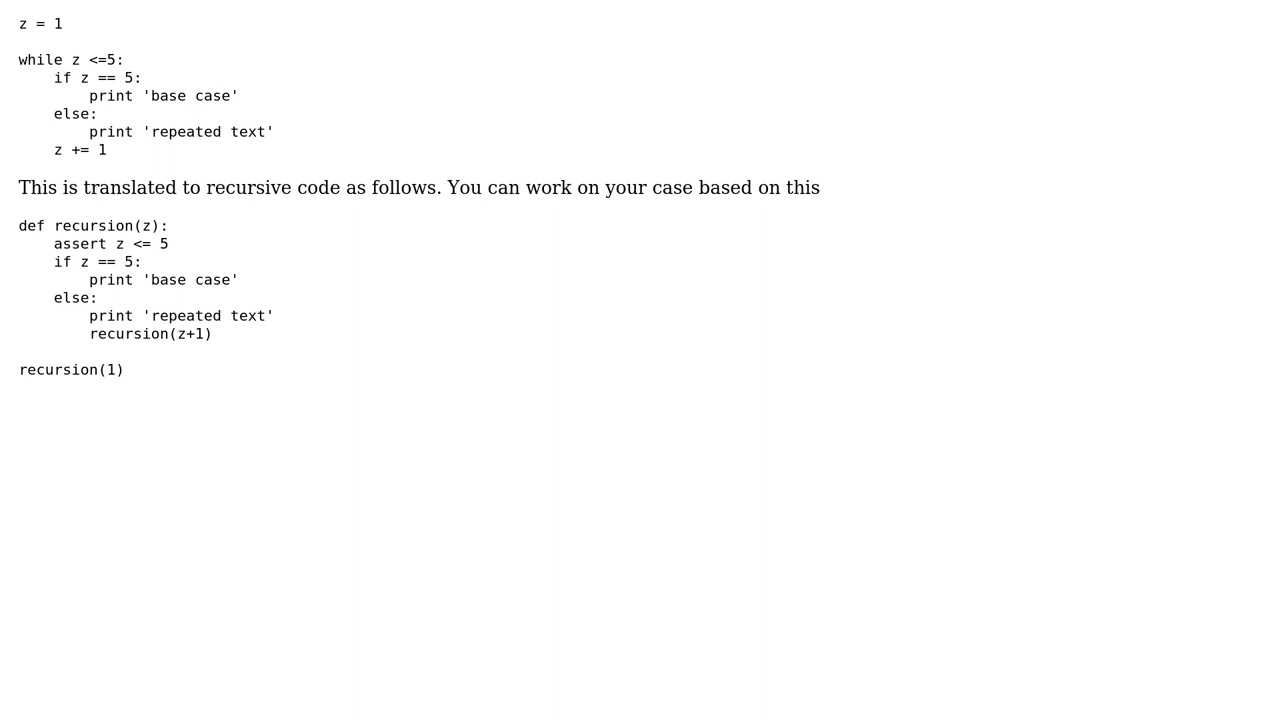 z = 1

while z <=5:
    if z == 5:
        print 'base case'
    else:
        print 'repeated text'
    z += 1

This is translated to recursive code as follows. You can work on your case based on this

def recursion(z):
    assert z <= 5
    if z == 5:
        print 'base case'
    else:
        print 'repeated text'
        recursion(z+1)

recursion(1)